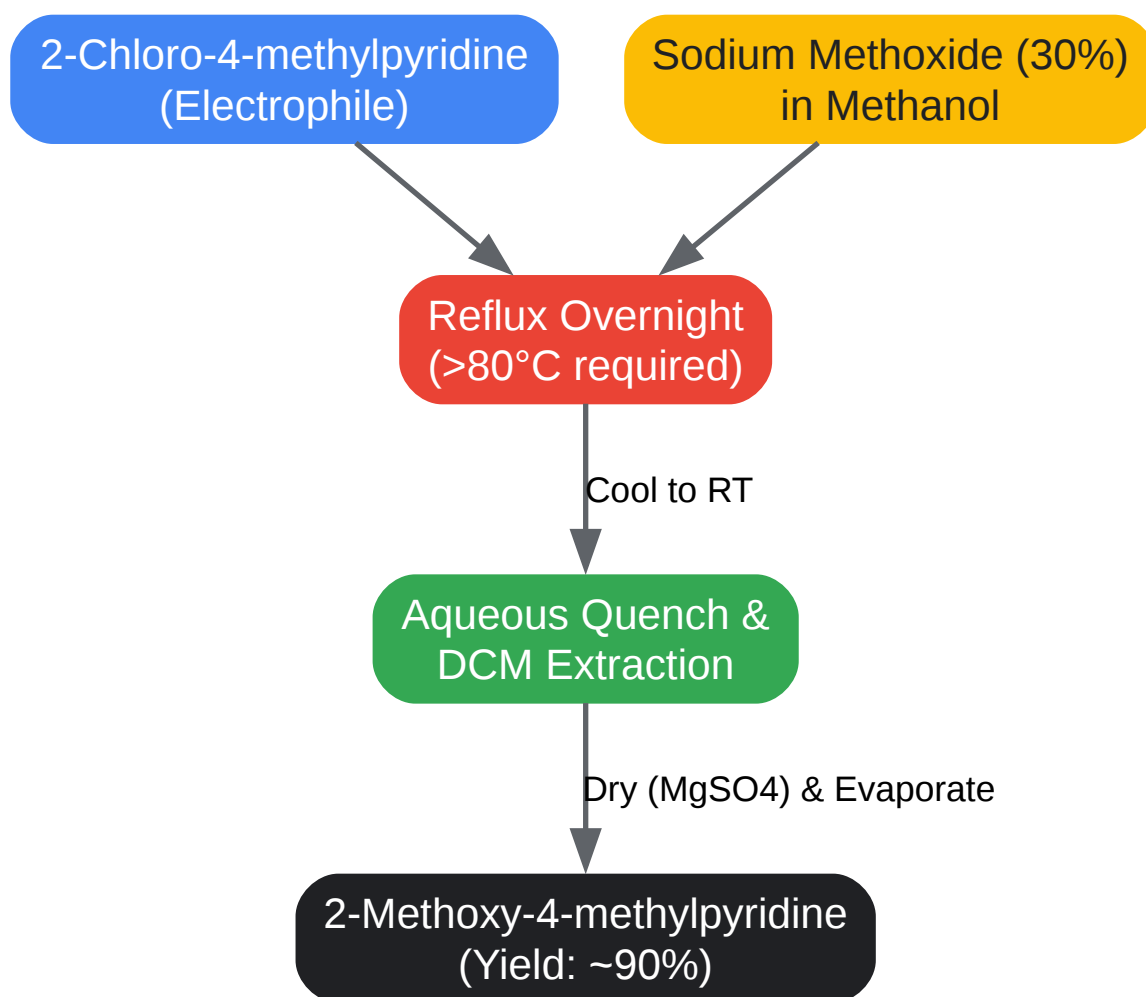 2-Chloro-4-methylpyridine
(Electrophile)
Sodium Methoxide (30%)
in Methanol
Reflux Overnight
(>80°C required)
Cool to RT
Aqueous Quench &
DCM Extraction
Dry (MgSO4) & Evaporate
2-Methoxy-4-methylpyridine
(Yield: ~90%)